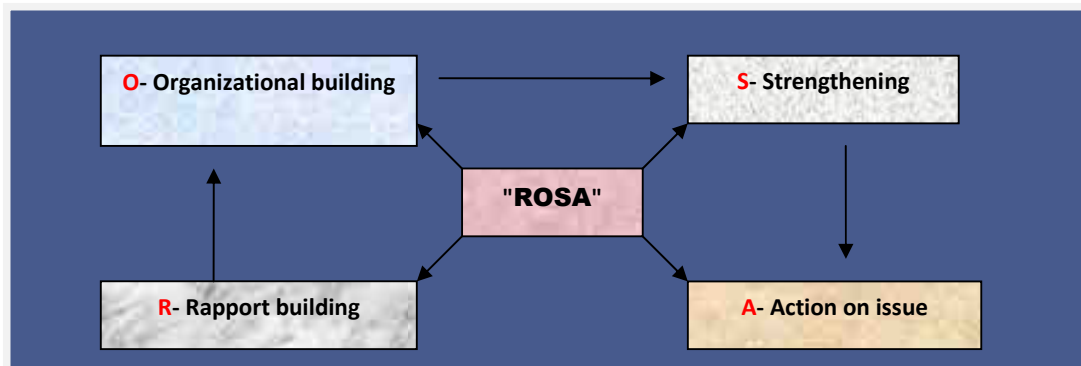 O- Organizational building
S- Strengthening
"ROSA"
R- Rapport building
A- Action on issue